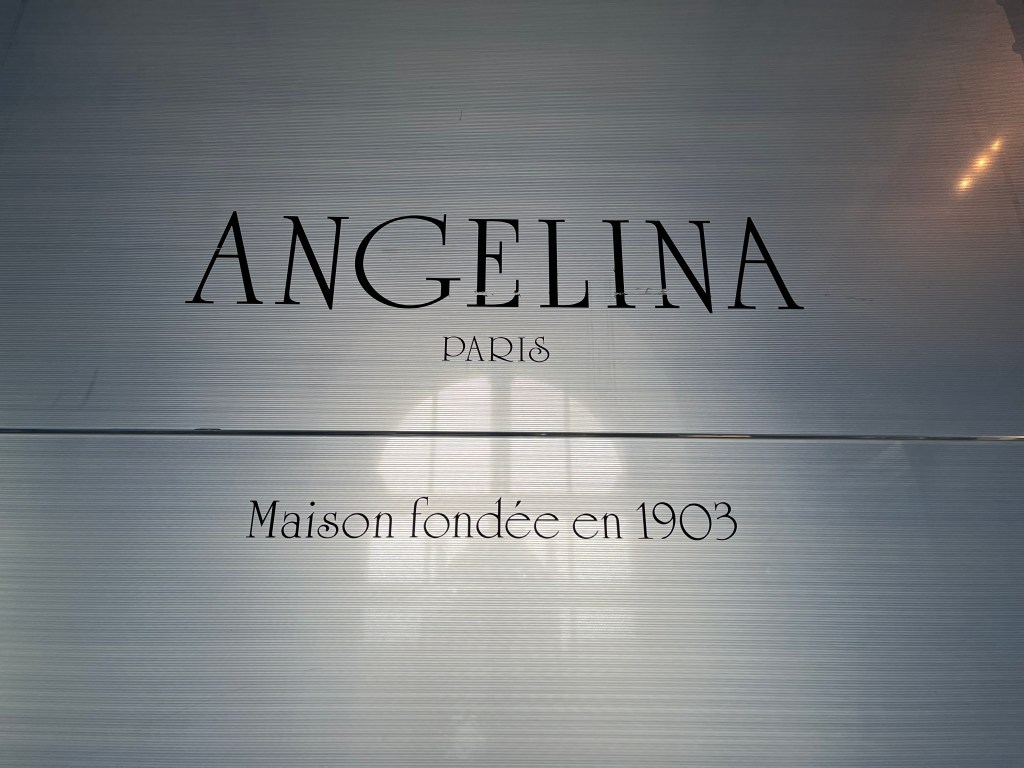 ANGELINA
PARIS
Maison fondée en 1903